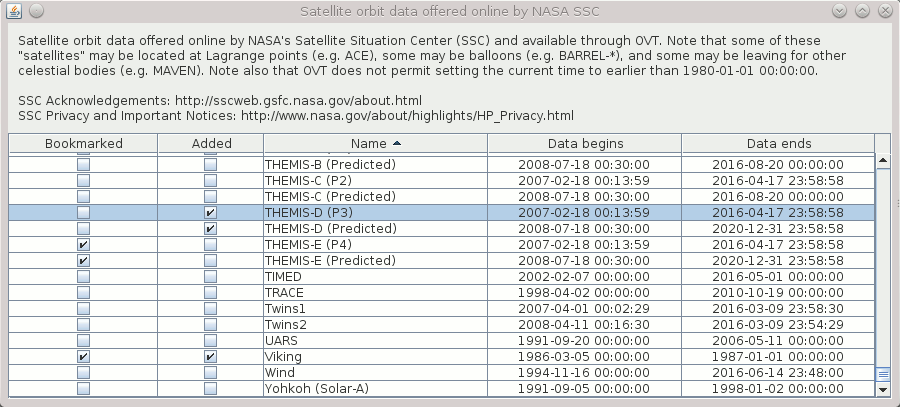 Satellite orbit data offered online by NASA SSC
Satellite orbit data offered online by NASA's Satellite Situation Center (SSC) and available through OVT. Note that some of these
"satellites" may be located at Lagrange points (e.g. ACE), some may be balloons (e.g. BARREL-*), and some may be leaving for other
celestial bodies (e.g. MAVEN). Note also that OVT does not permit setting the current time to earlier than 1980-01-01 00:00:00.
SSC Acknowledgements: http://sscweb.gsfc.nasa.gov/about.html
SSC Privacy and Important Notices: http://www.nasa.gov/about/highlights/HP_Privacy.html
Bookmarked Added Name Data begins Data ends
THEMIS-B (Predicted) 2008-07-18 00:30:00 2016-08-20 00:00:00
THEMIS-C (P2) 2007-02-18 00:13:59 2016-04-17 23:58:58
THEMIS-C (Predicted) 2008-07-18 00:30:00 2016-08-20 00:00:00
THEMIS-D (P3) 2007-02-18 00:13:59 2016-04-17 23:58:58
THEMIS-D (Predicted) 2008-07-18 00:30:00 2020-12-31 23:58:58
THEMIS-E (P4) 2007-02-18 00:13:59 2016-04-17 23:58:58
THEMIS-E (Predicted) 2008-07-18 00:30:00 2020-12-31 23:58:58
TIMED 2002-02-07 00:00:00 2016-05-01 00:00:00
TRACE 1998-04-02 00:00:00 2010-10-19 00:00:00
Twins1 2007-04-01 00:02:29 2016-03-09 23:58:30
Twins2 2008-04-11 00:16:30 2016-03-09 23:54:29
UARS 1991-09-20 00:00:00 2006-05-11 00:00:00
Viking 1986-03-05 00:00:00 1987-01-01 00:00:00
Wind 1994-11-16 00:00:00 2016-06-14 23:48:00
Yohkoh (Solar-A) 1991-09-05 00:00:00 1998-01-02 00:00:00